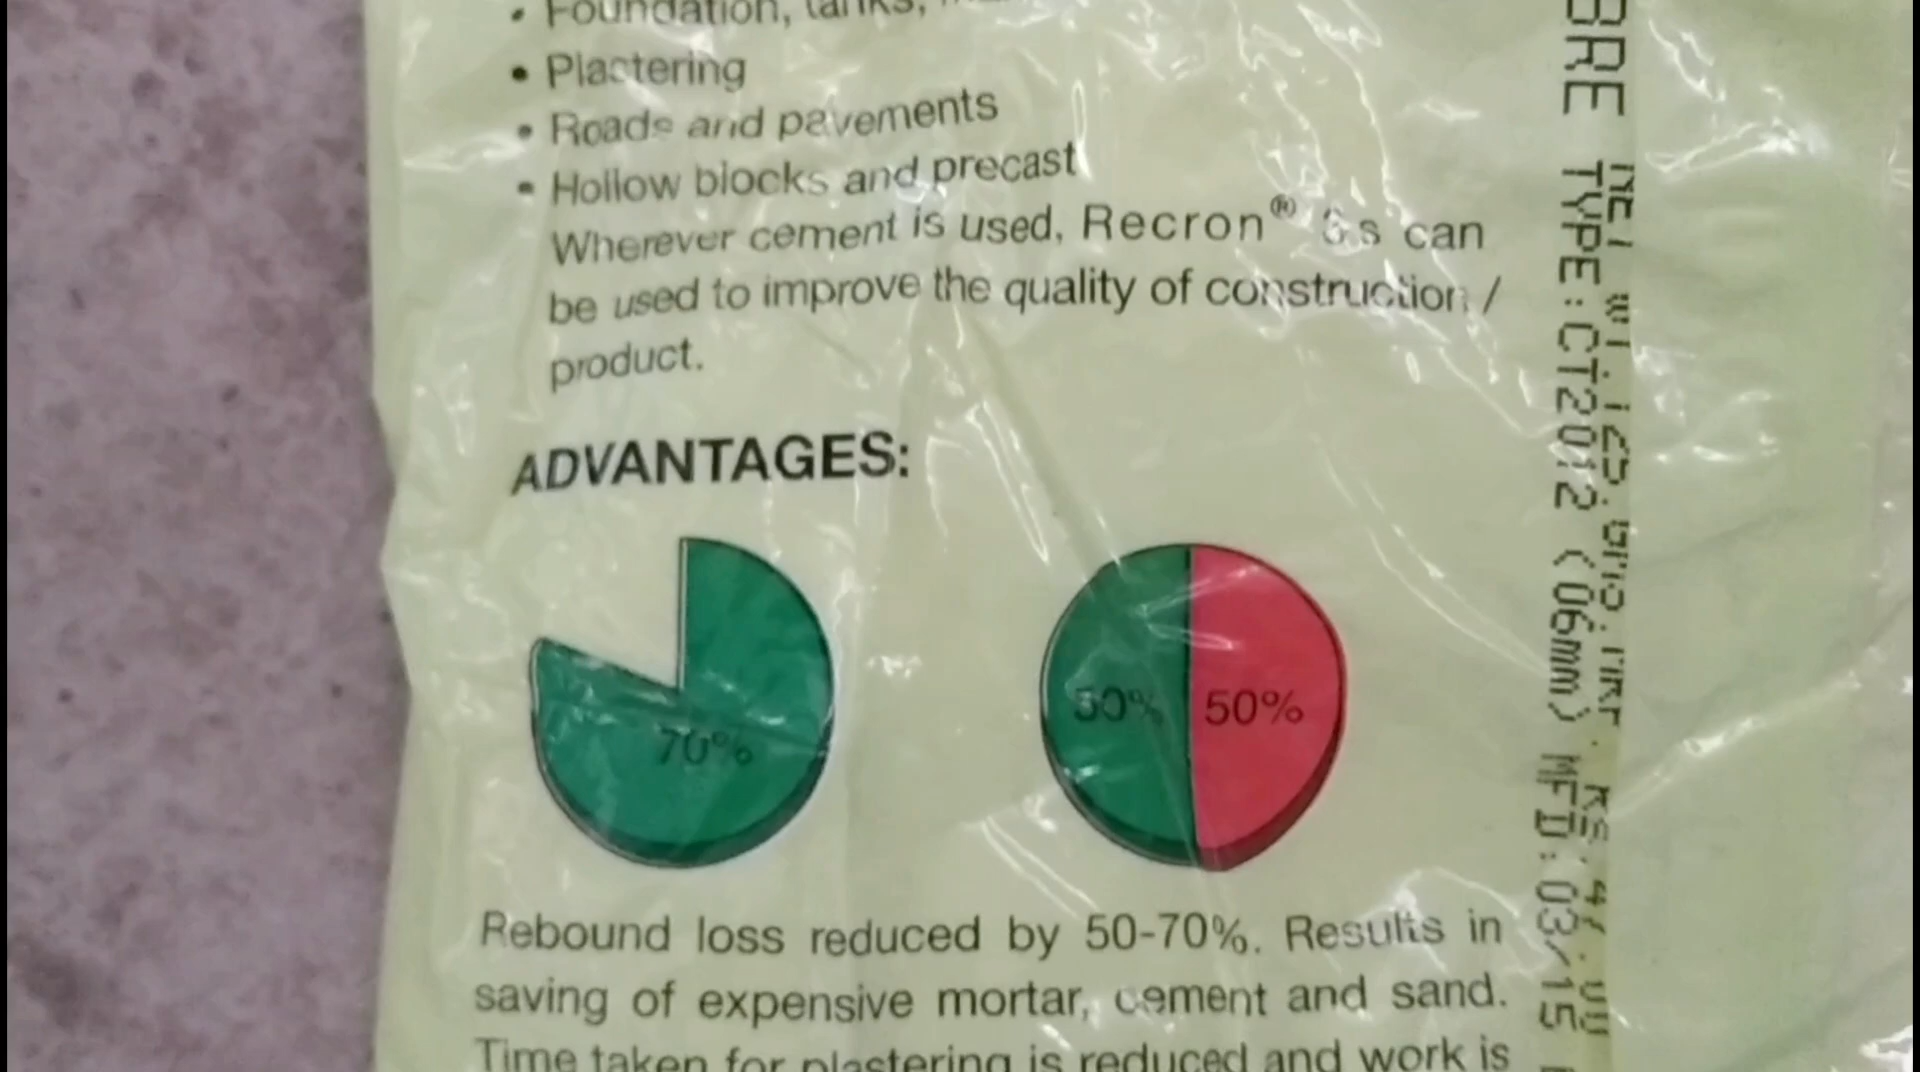 • Foundation, tanks,
• Plastering
• Roads and pavements
• Hollow blocks and precast
Wherever cement is used, Recron® 3s can
be used to improve the quality of construction /
product.
ADVANTAGES:
70%
50% 50%
Rebound loss reduced by 50-70%. Results in
saving of expensive mortar, cement and sand.
Time taken for plastering is reduced and work is
BRE TYPE:CT2012 (06mm) MFD:03/15
NET WT.:125.